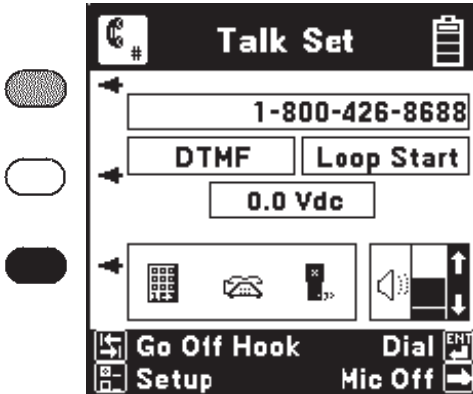 # Talk Set
1-800-426-8688
DTMF Loop Start
0.0 Vdc
Go Off Hook Dial ENT
Setup Mic Off